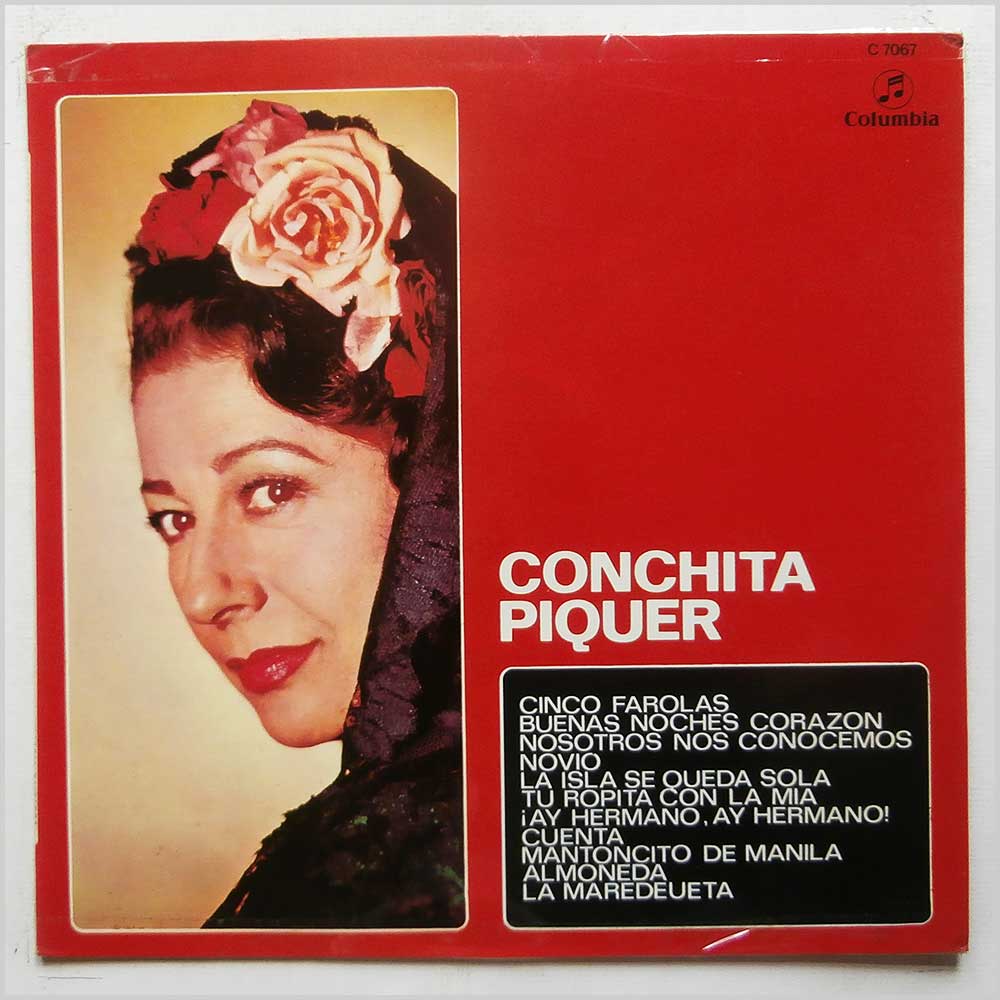 C 7067
Columbia
CONCHITA
PIQUER
CINCO FAROLAS
BUENAS NOCHES CORAZON
NOSOTROS NOS CONOCEMOS
NOVIO
LA ISLA SE QUEDA SOLA
TU ROPITA CON LA MIA
¡AY HERMANO, AY HERMANO!
CUENTA
MANTONCITO DE MANILA
ALMONEDA
LA MAREDEUETA